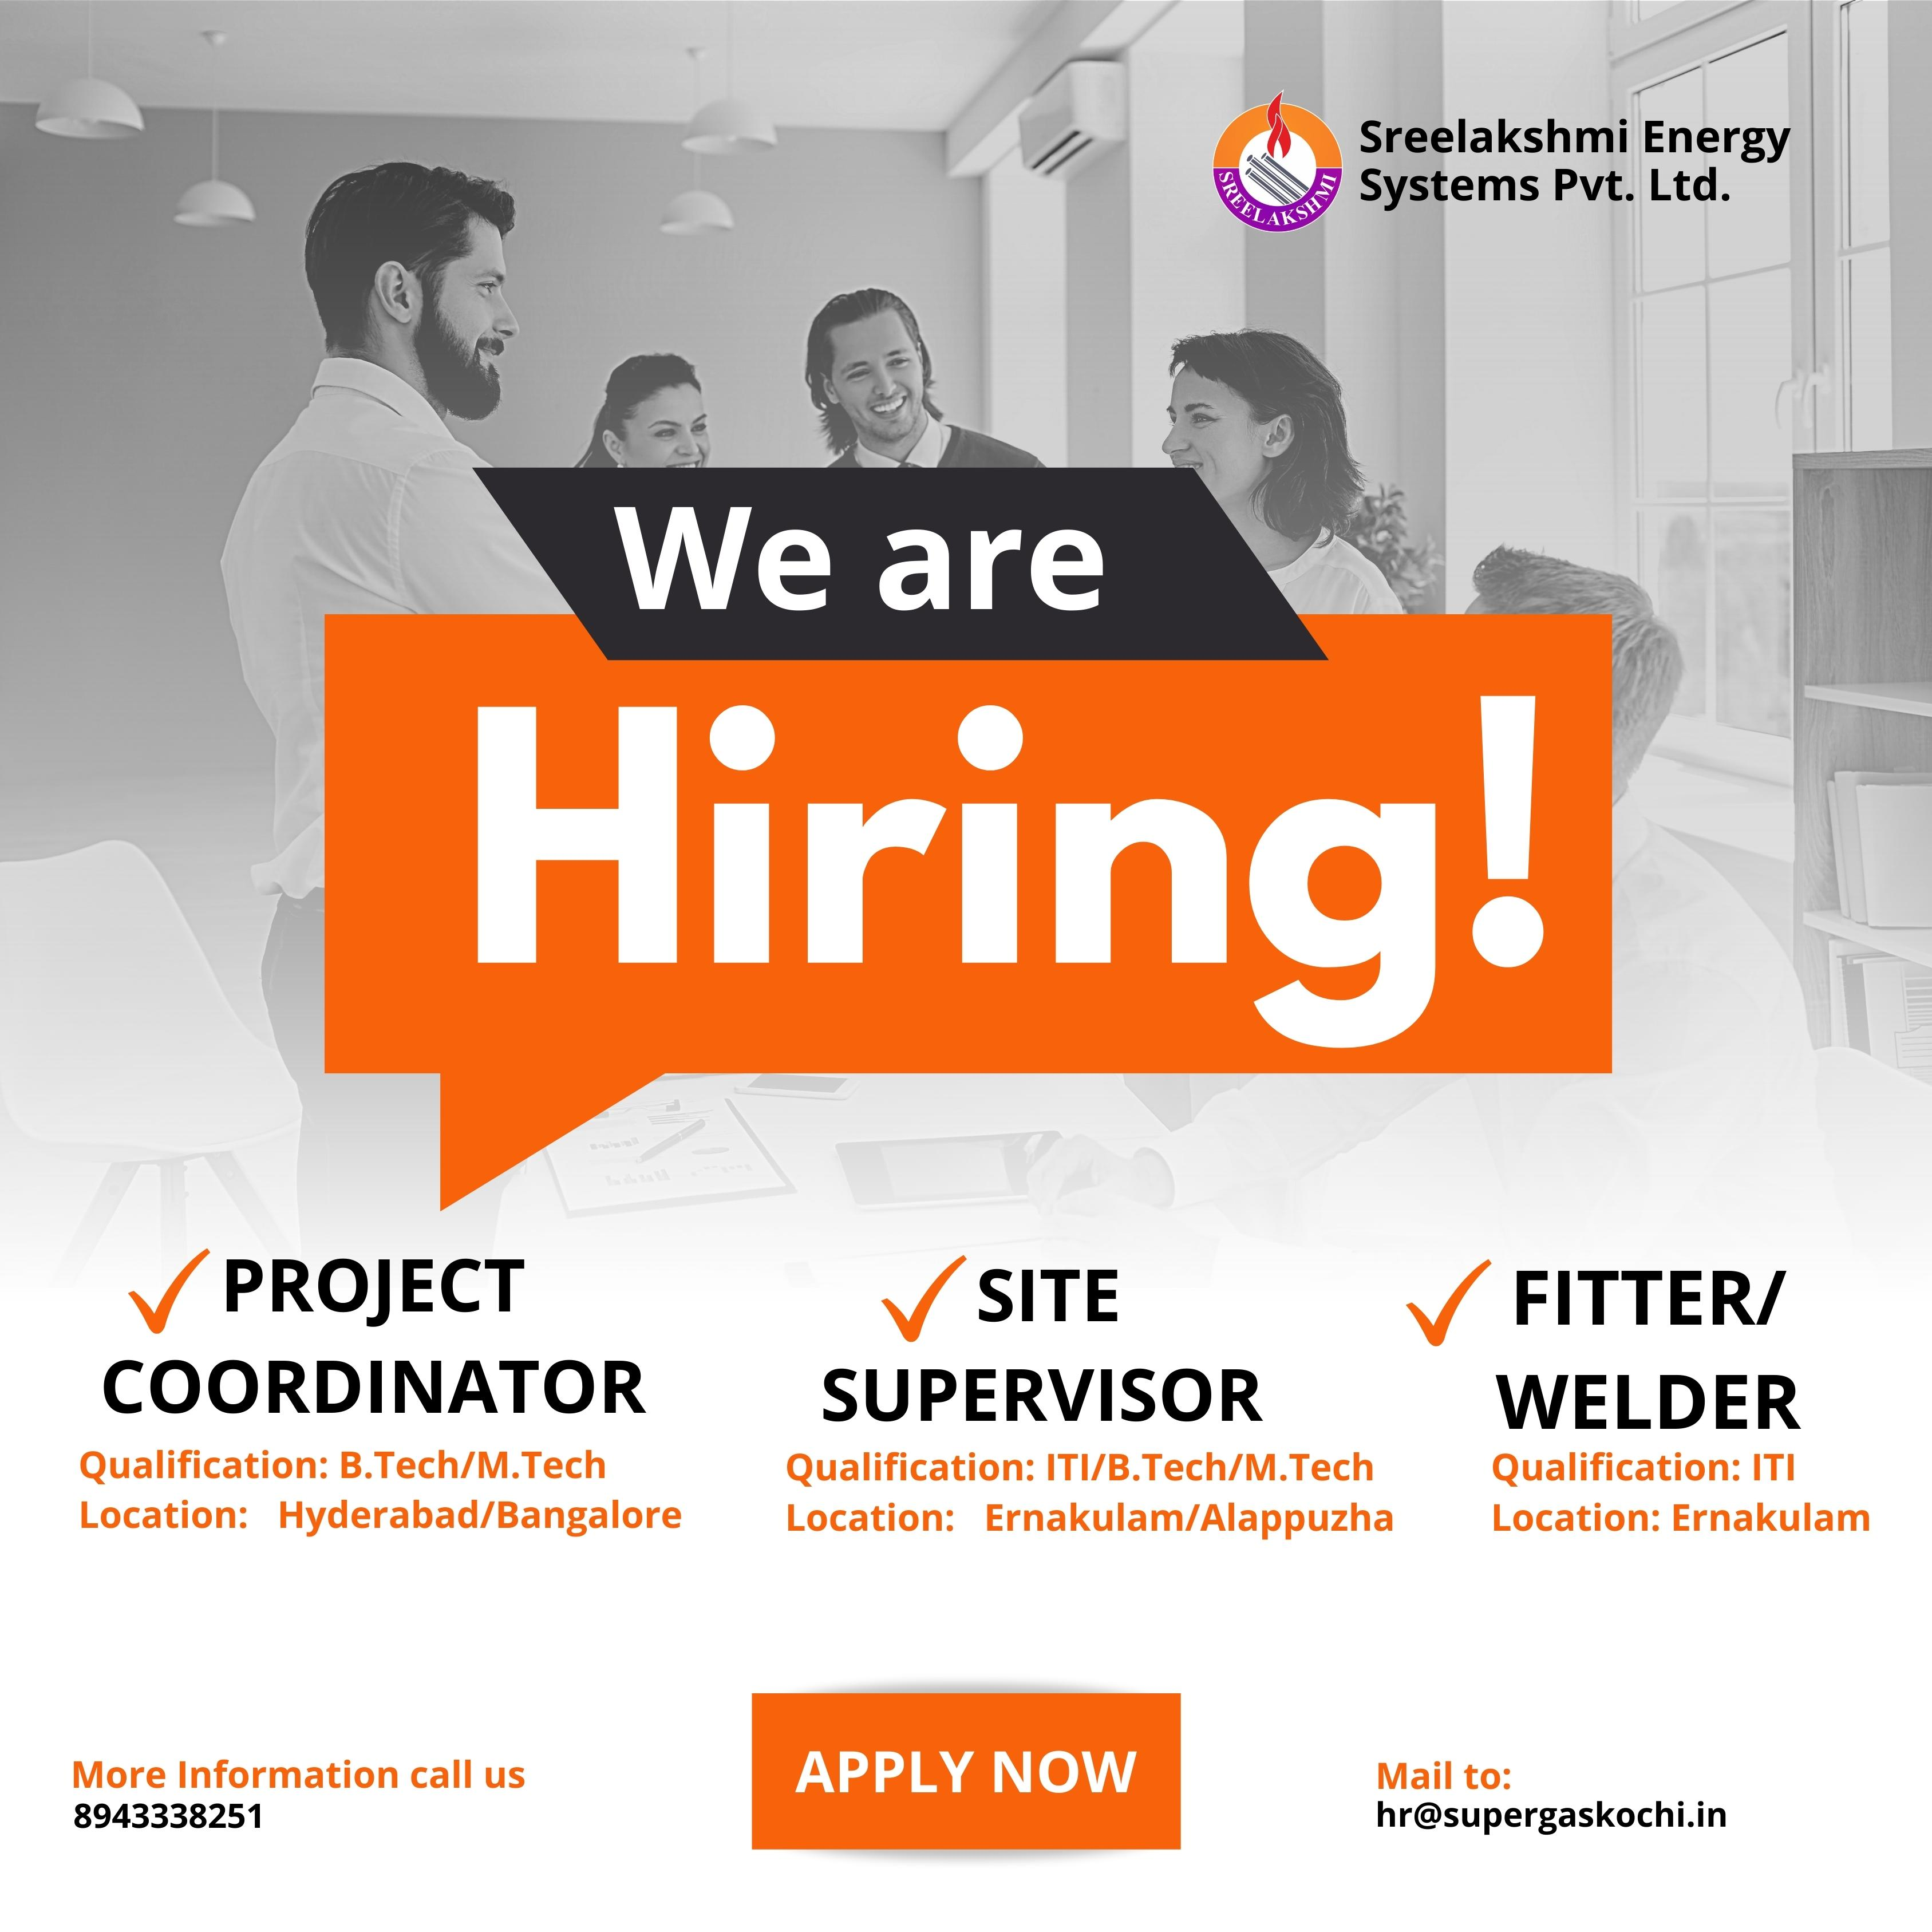 SREELAKSHMI
Sreelakshmi Energy
Systems Pvt. Ltd.
We are
Hiring!
PROJECT
COORDINATOR
Qualification: B.Tech/M.Tech
Location: Hyderabad/Bangalore
SITE
SUPERVISOR
Qualification: ITI/B.Tech/M.Tech
Location: Ernakulam/Alappuzha
FITTER/
WELDER
Qualification: ITI
Location: Ernakulam
More Information call us
8943338251
APPLY NOW
Mail to:
hr@supergaskochi.in